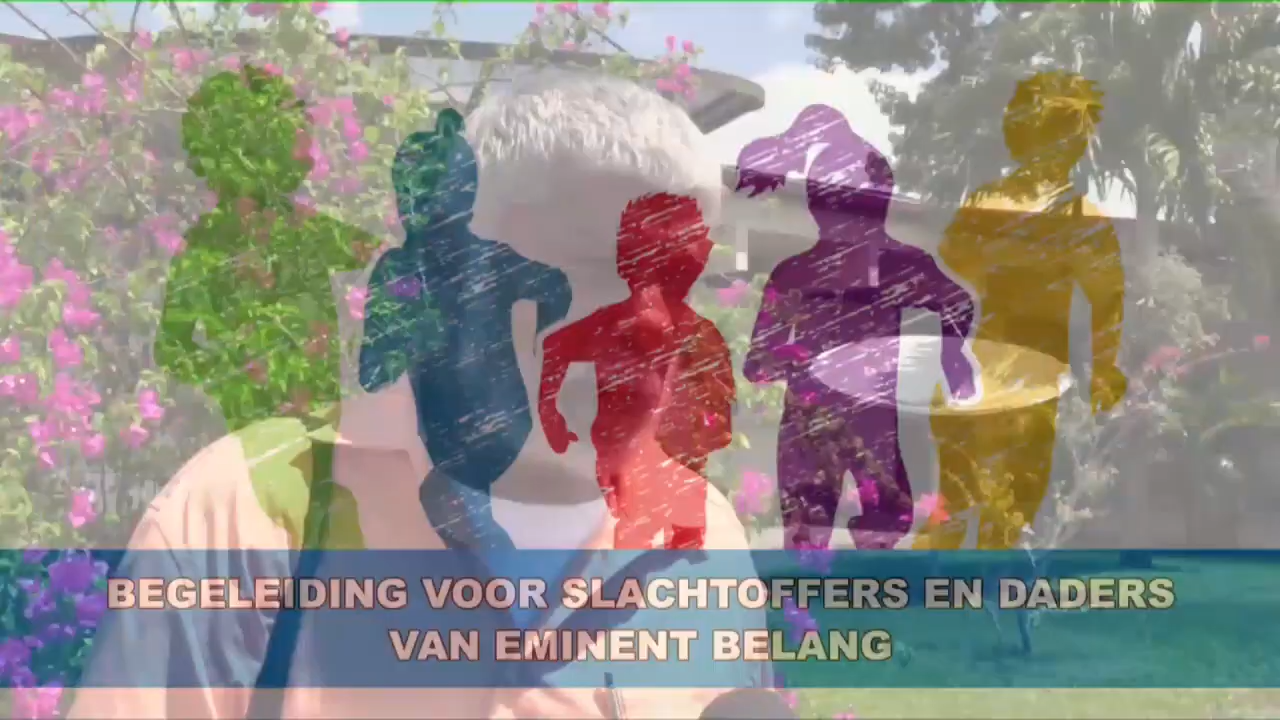 BEGELEIDING VOOR SLACHTOFFERS EN DADERS
VAN EMINENT BELANG